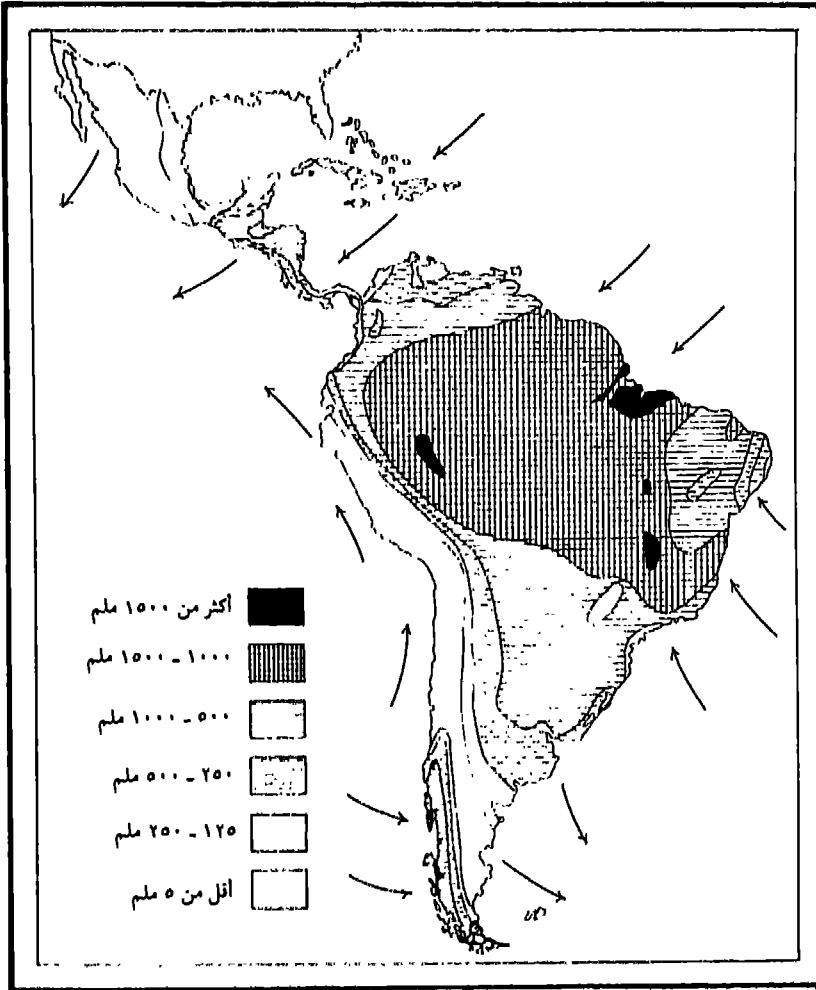 أكثر من ١٥٠٠ ملم
١٠٠٠ - ١٥٠٠ ملم
٥٠٠ - ١٠٠٠ ملم
٢٥٠ - ٥٠٠ ملم
١٢٥ - ٢٥٠ ملم
أقل من ٥ ملم